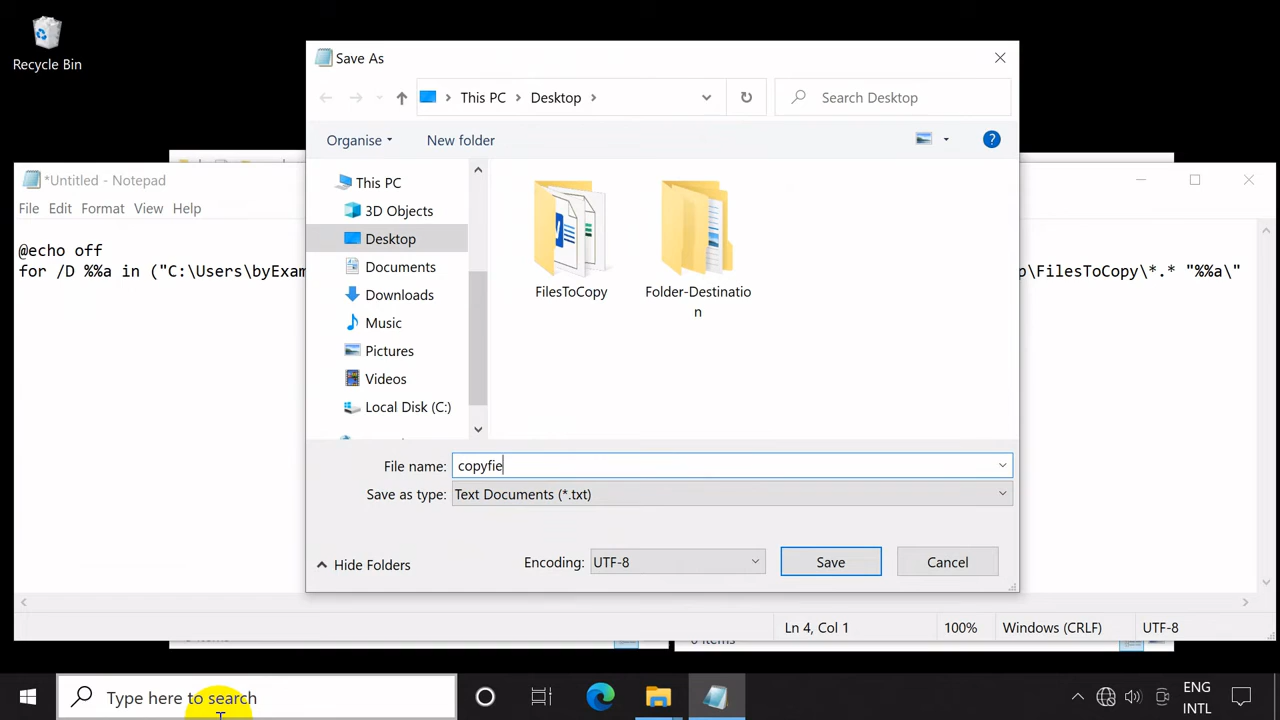 Recycle Bin
Save As
This PC
Desktop
Search Desktop
Organise
New folder
?
*Untitled - Notepad
File Edit Format View Help
@echo off
for /D %%a in ("C:\Users\byExam
p\FilesToCopy\*.* "%%a\"
This PC
3D Objects
Desktop
Documents
Downloads
Music
Pictures
Videos
Local Disk (C:)
FilesToCopy
Folder-Destinatio
n
File name: copyfie
Save as type: Text Documents (*.txt)
Hide Folders
Encoding: UTF-8
Save
Cancel
Ln 4, Col 1
100%
Windows (CRLF)
UTF-8
Type here to search
ENG
INTL